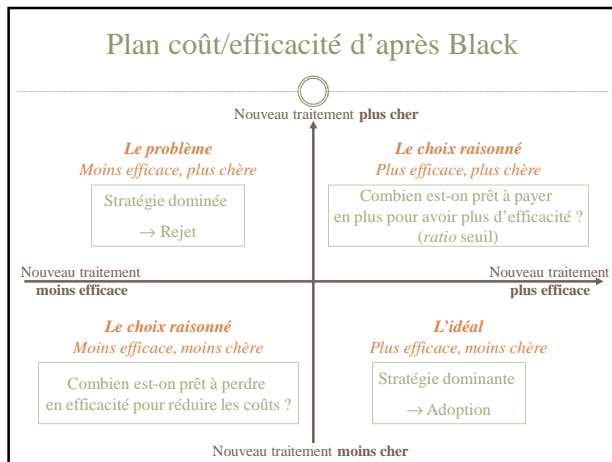 Plan coût/efficacité d'après Black
Nouveau traitement plus cher
Le problème
Moins efficace, plus chère
Stratégie dominée
→ Rejet
Le choix raisonné
Plus efficace, plus chère
Combien est-on prêt à payer
en plus pour avoir plus d'efficacité ?
(ratio seuil)
Nouveau traitement
moins efficace
Nouveau traitement
plus efficace
Le choix raisonné
Moins efficace, moins chère
Combien est-on prêt à perdre
en efficacité pour réduire les coûts ?
L'idéal
Plus efficace, moins chère
Stratégie dominante
→ Adoption
Nouveau traitement moins cher